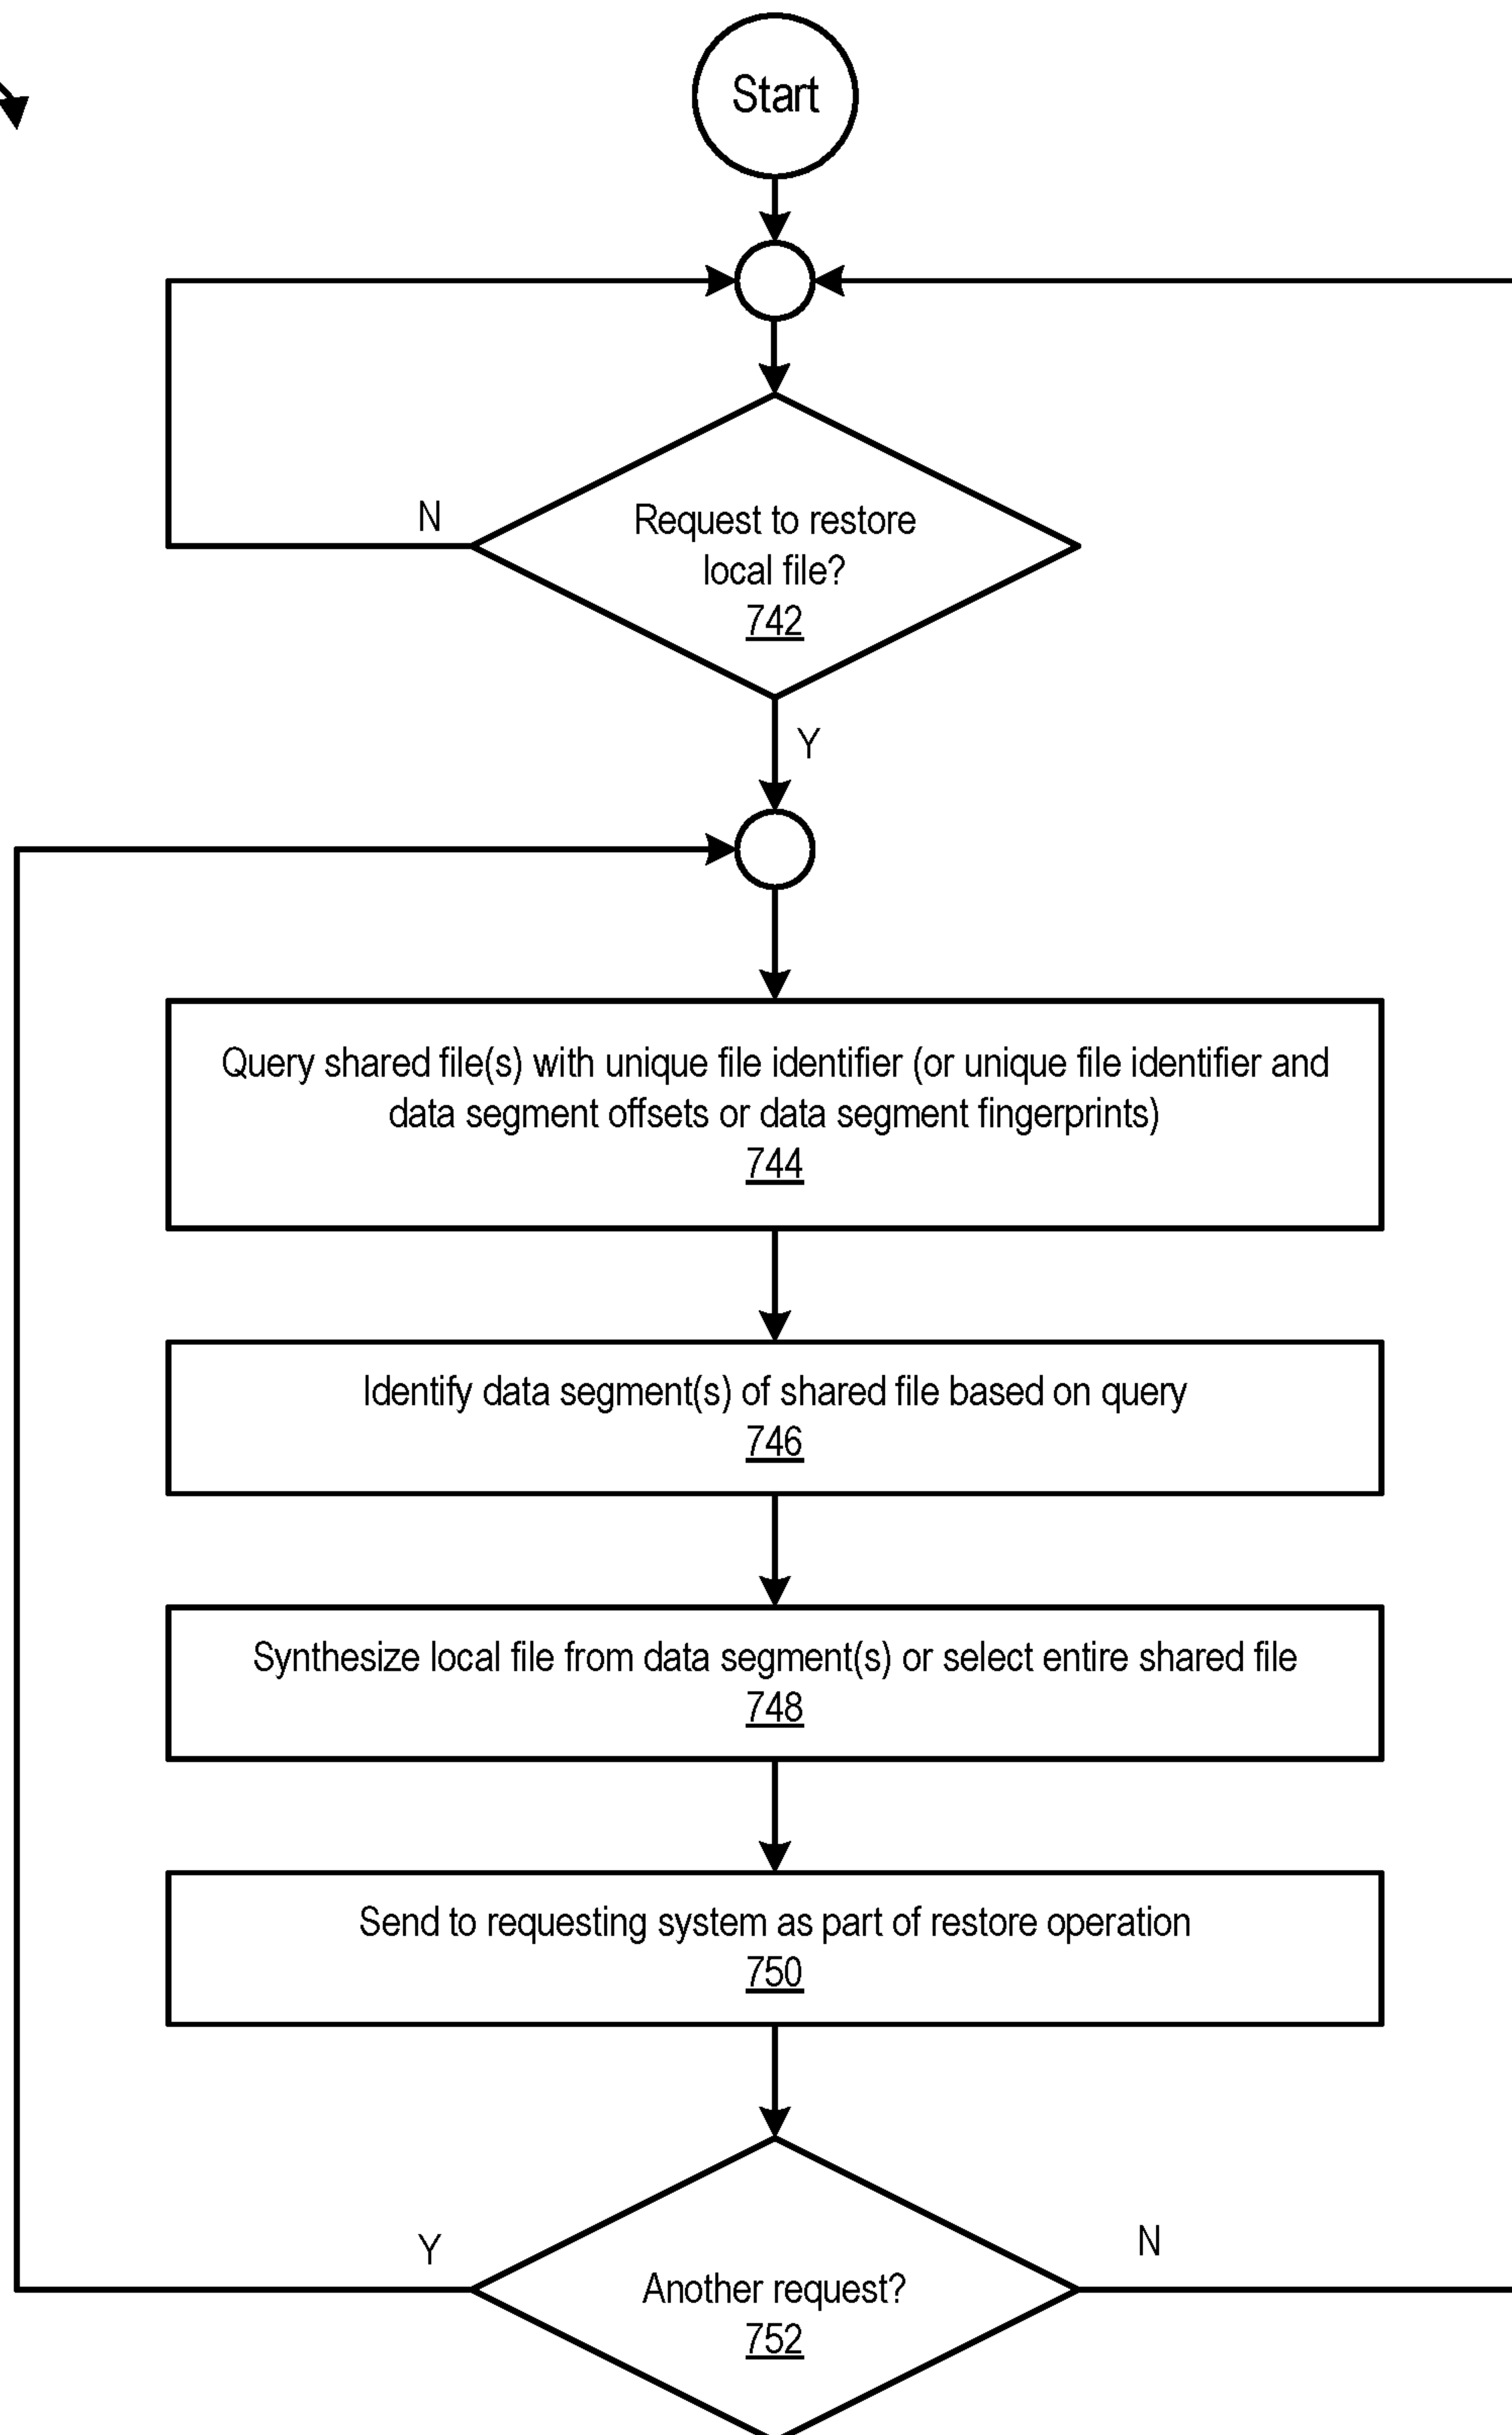 Start
N
Request to restore
local file?
742
Y
Query shared file(s) with unique file identifier (or unique file identifier and
data segment offsets or data segment fingerprints)
744
Identify data segment(s) of shared file based on query
746
Synthesize local file from data segment(s) or select entire shared file
748
Send to requesting system as part of restore operation
750
Y
N
Another request?
752